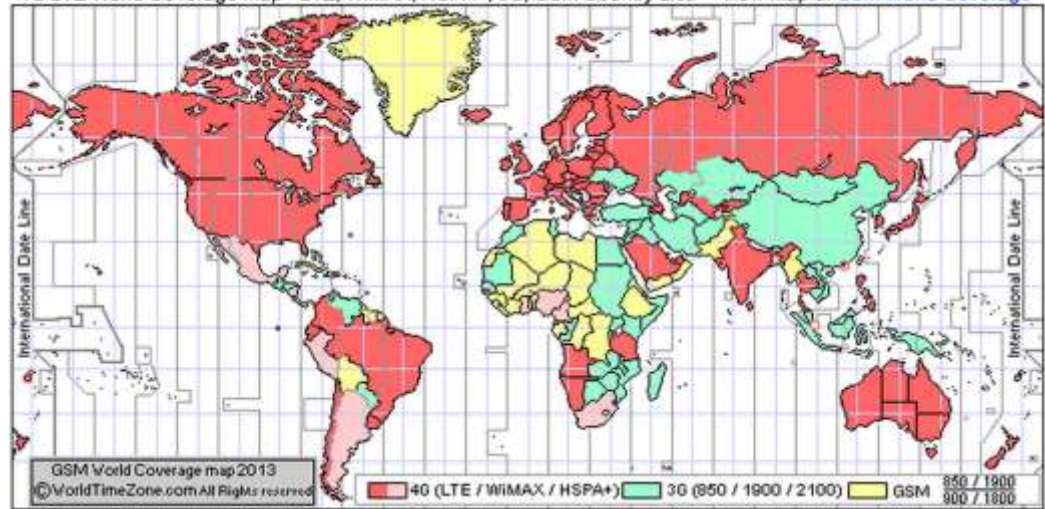 International Date Line
International Date Line
GSM World Coverage map 2013
©WorldTimeZone.com All Rights reserved
4G (LTE / WiMAX / HSPA+) 3G (850 / 1900 / 2100) GSM 850 / 1900
900 / 1800